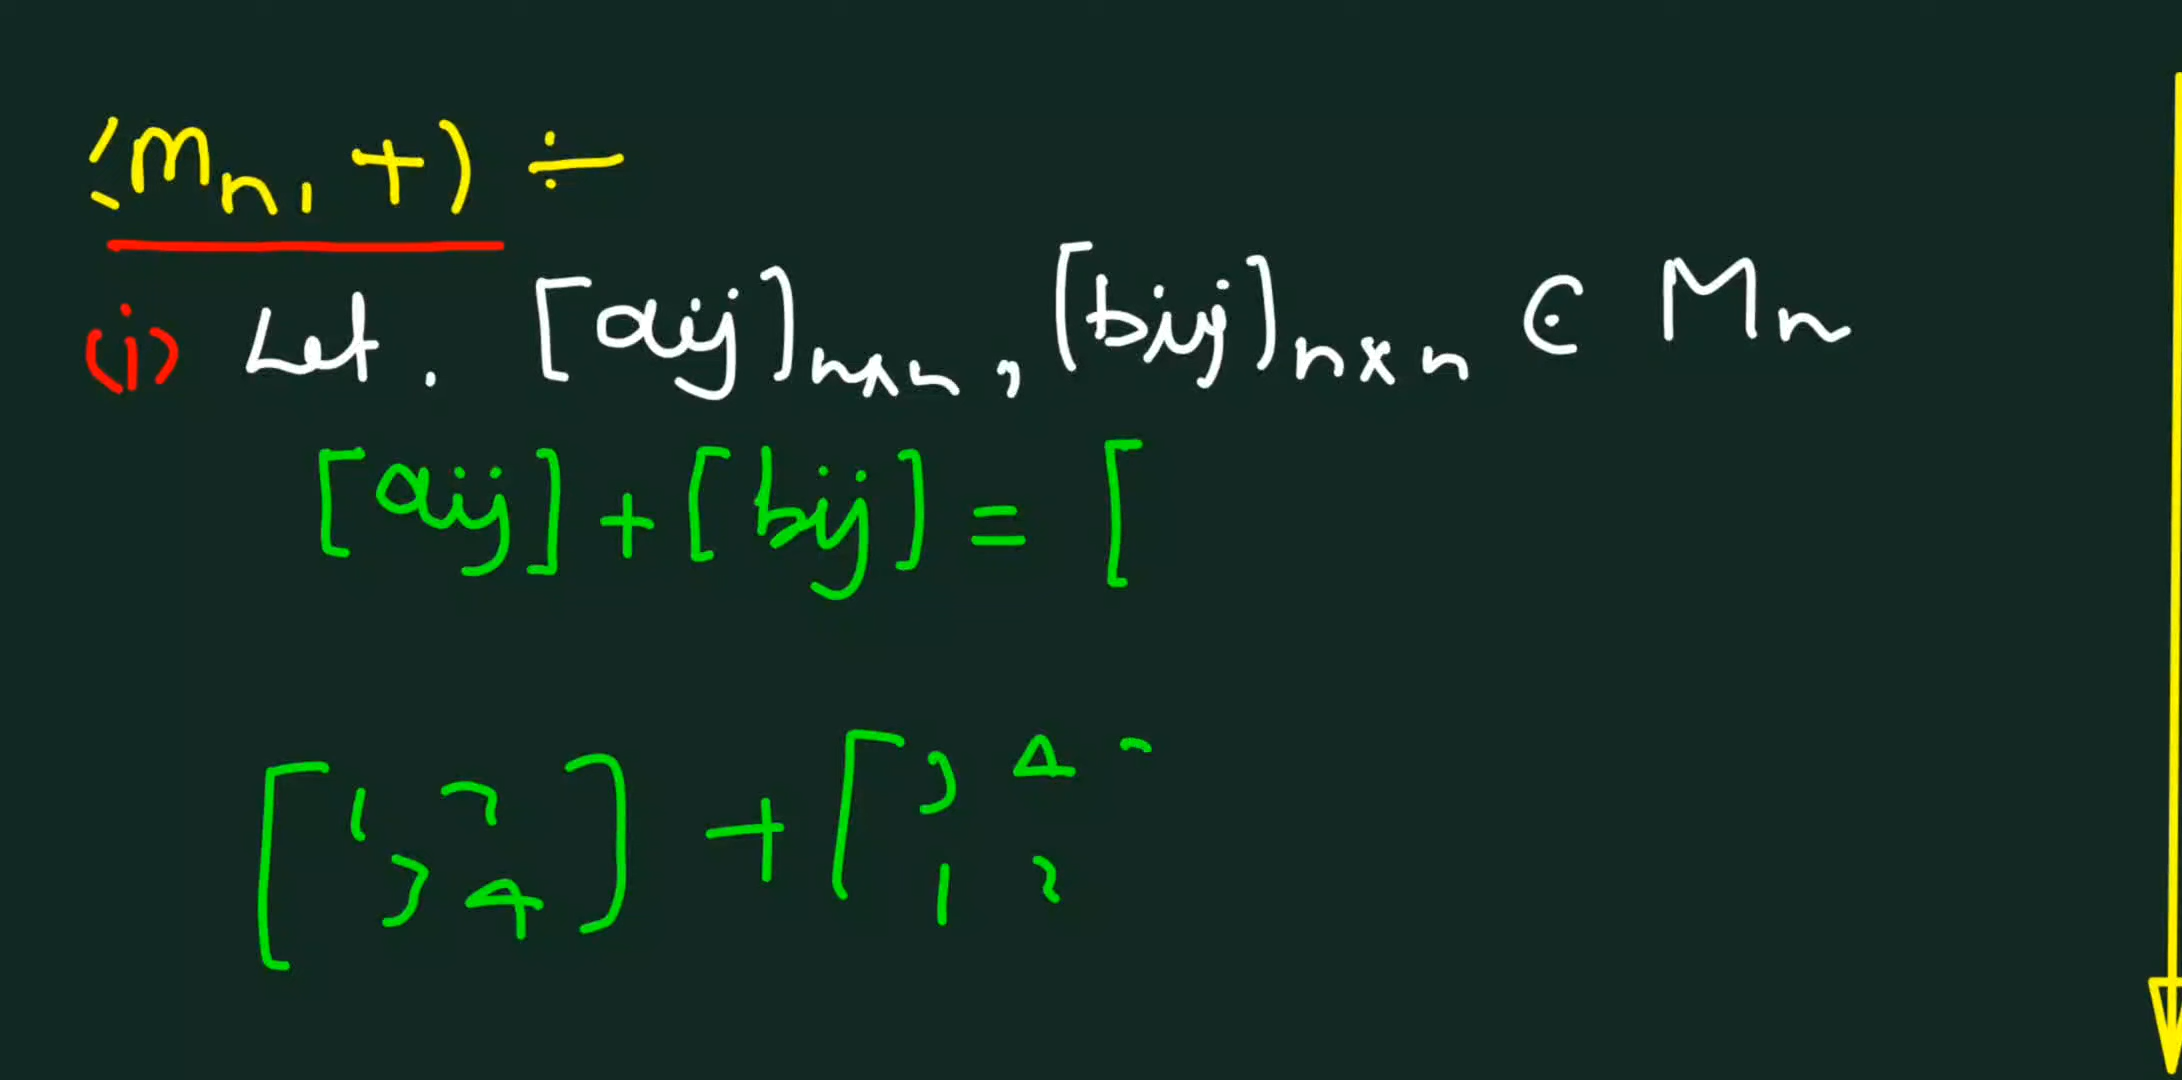 (Mn, +) ÷
(i) Let. [aij]n×n, [bij]n×n ∈ Mn
[aij] + [bij] = [
[1 2
3 4] + [3 4
1 2